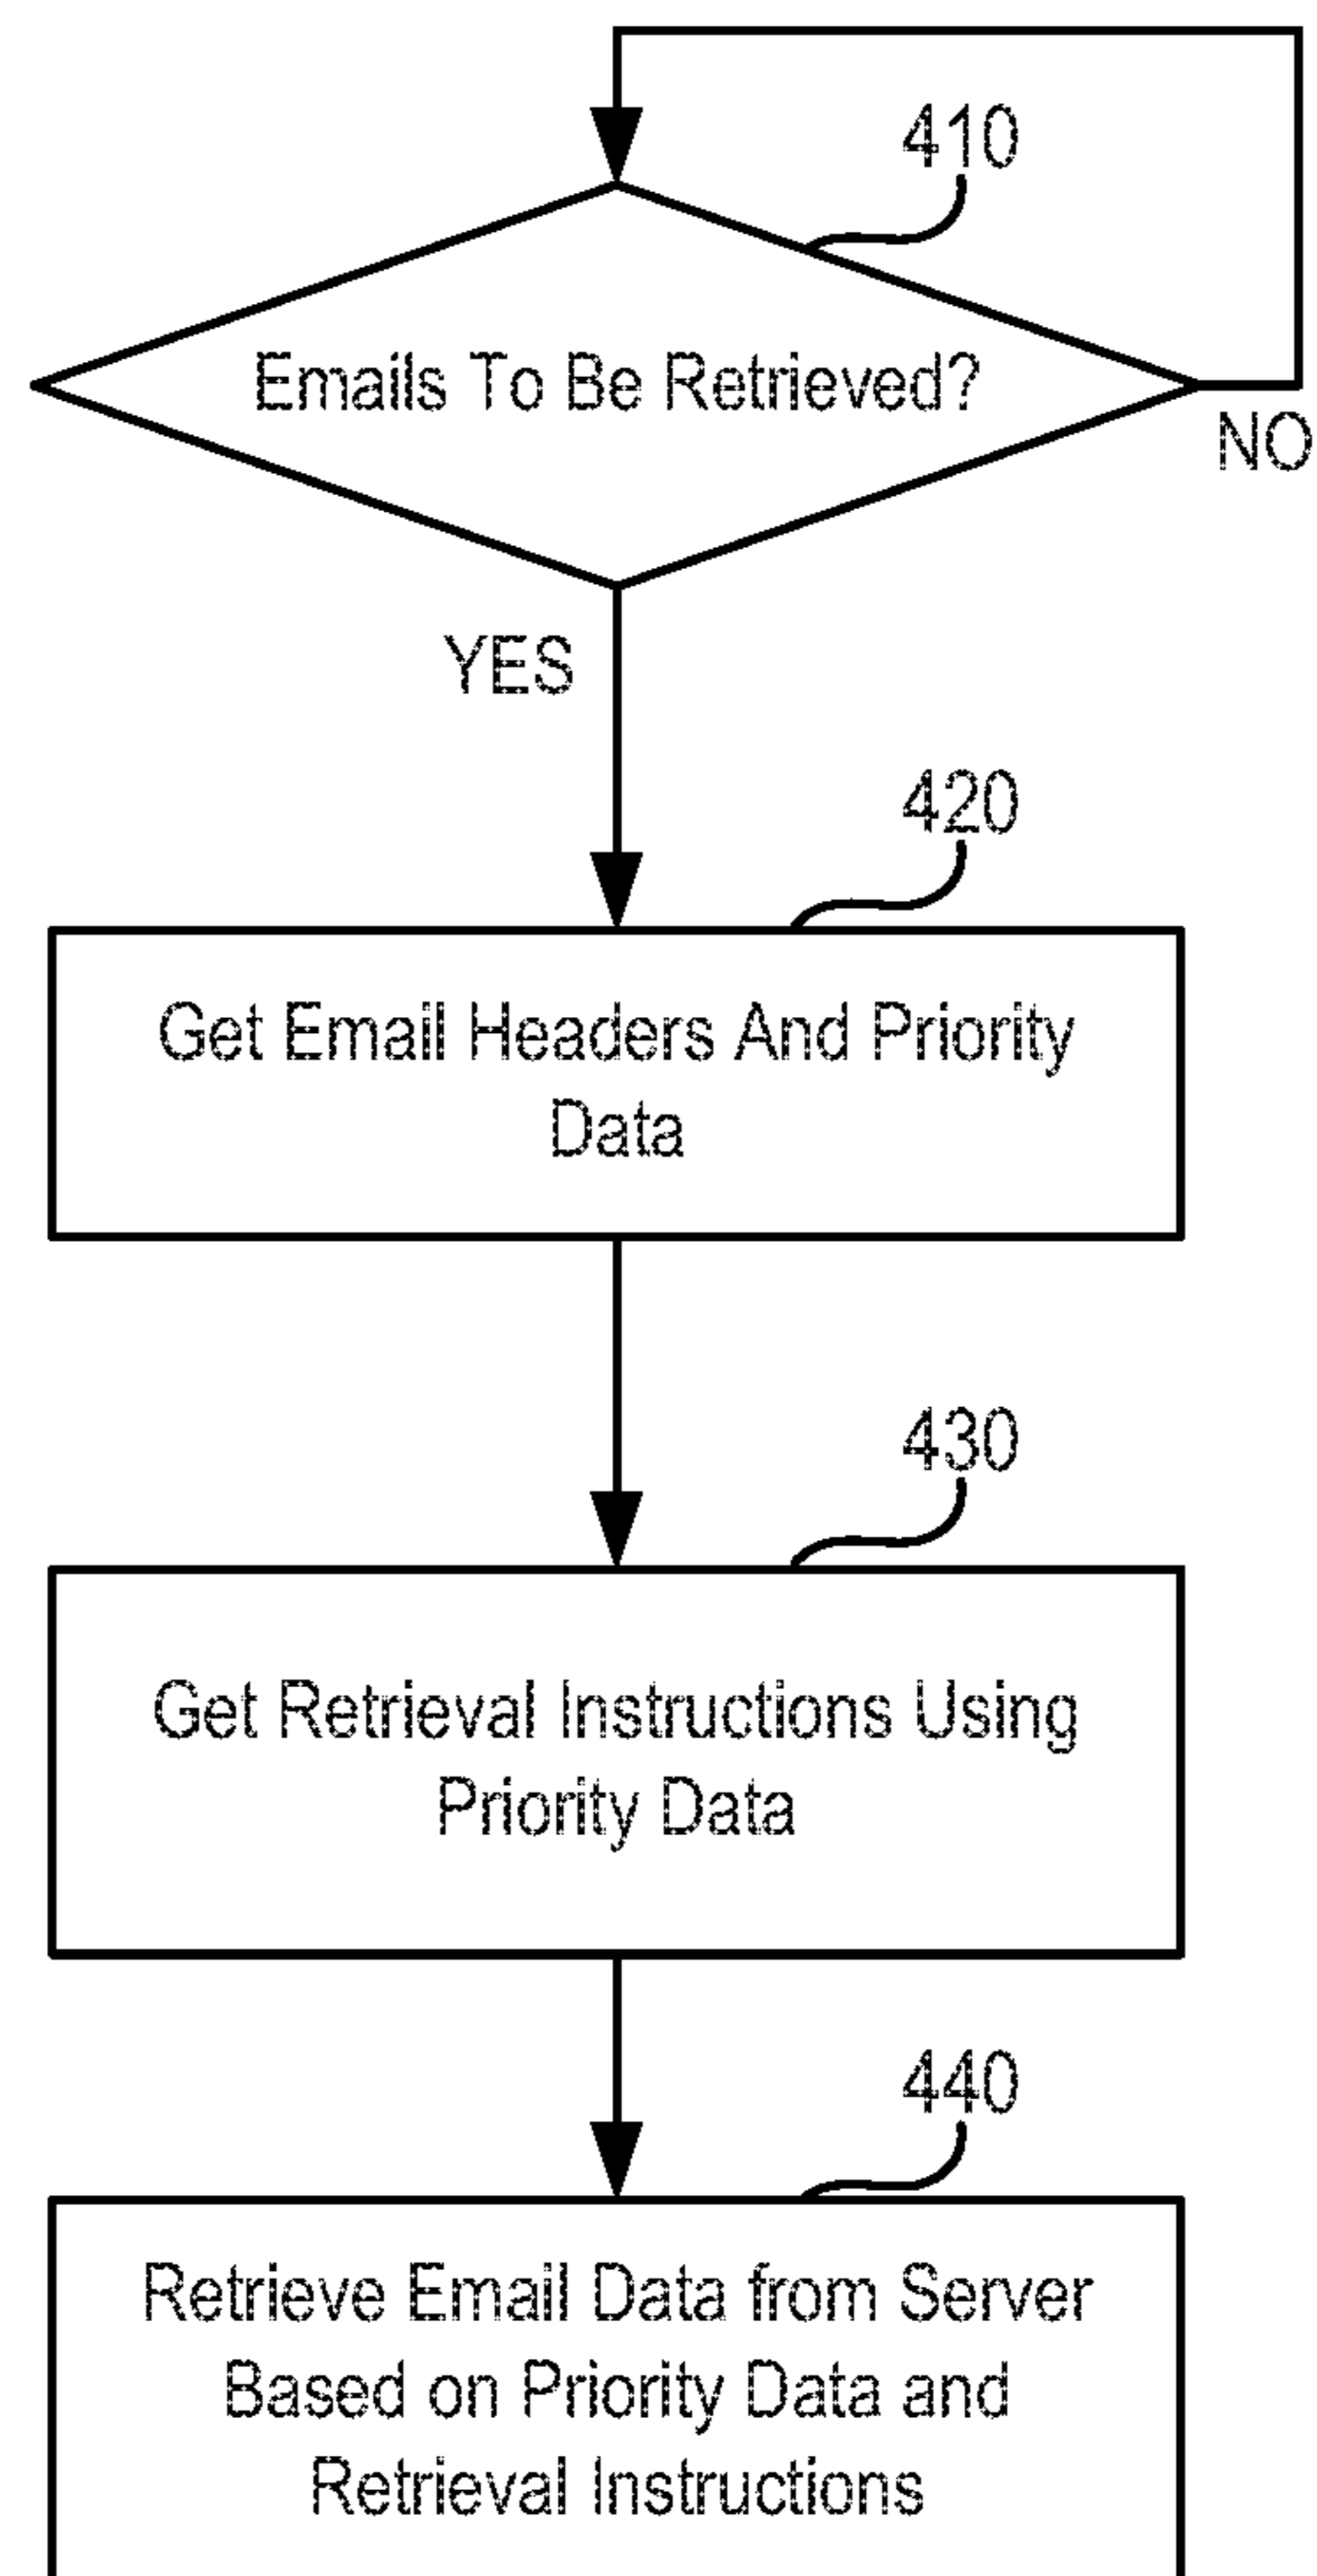 410
Emails To Be Retrieved?
NO
YES
420
Get Email Headers And Priority
Data
430
Get Retrieval Instructions Using
Priority Data
440
Retrieve Email Data from Server
Based on Priority Data and
Retrieval Instructions